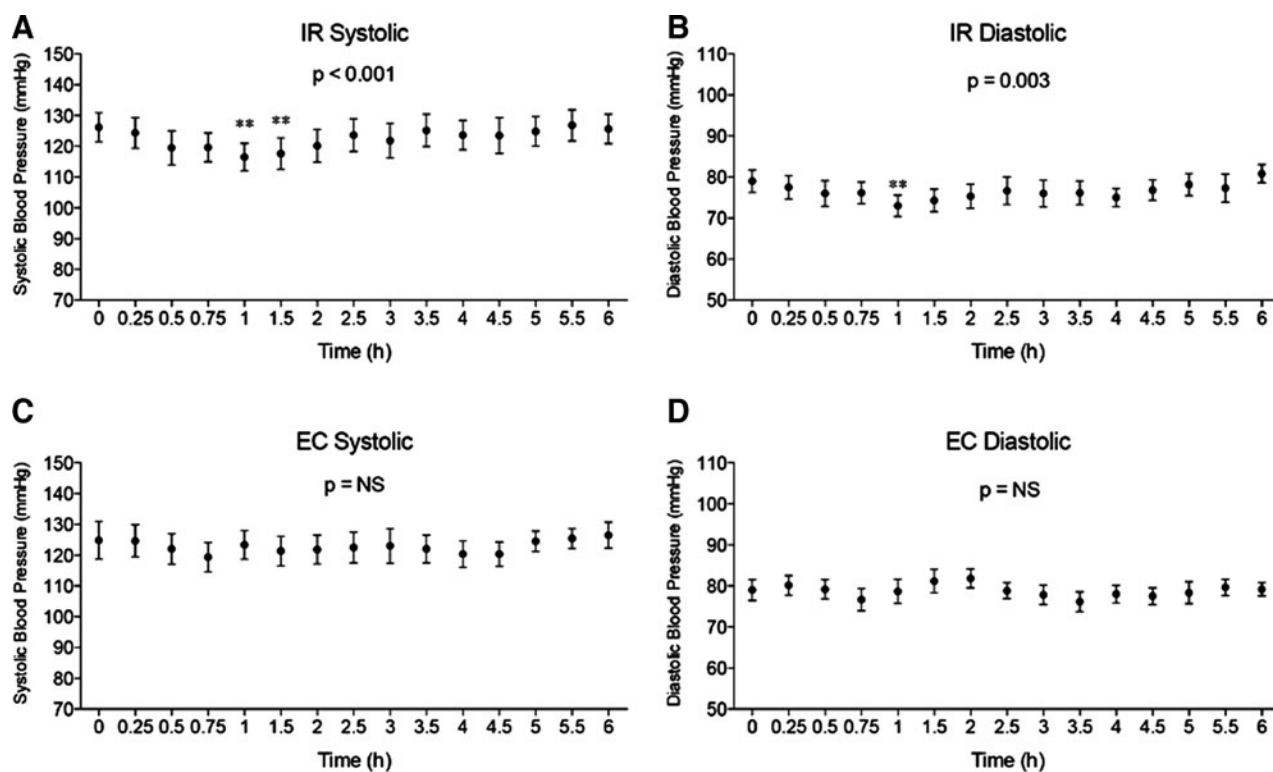 A
IR Systolic
p < 0.001
Systolic Blood Pressure (mmHg)
150
140
130
120
110
100
90
80
70
** **
0 0.25 0.5 0.75 1 1.5 2 2.5 3 3.5 4 4.5 5 5.5 6
Time (h)
B
IR Diastolic
p = 0.003
Diastolic Blood Pressure (mmHg)
110
100
90
80
70
60
50
**
0 0.25 0.5 0.75 1 1.5 2 2.5 3 3.5 4 4.5 5 5.5 6
Time (h)
C
EC Systolic
p = NS
Systolic Blood Pressure (mmHg)
150
140
130
120
110
100
90
80
70
0 0.25 0.5 0.75 1 1.5 2 2.5 3 3.5 4 4.5 5 5.5 6
Time (h)
D
EC Diastolic
p = NS
Diastolic Blood Pressure (mmHg)
110
100
90
80
70
60
50
0 0.25 0.5 0.75 1 1.5 2 2.5 3 3.5 4 4.5 5 5.5 6
Time (h)